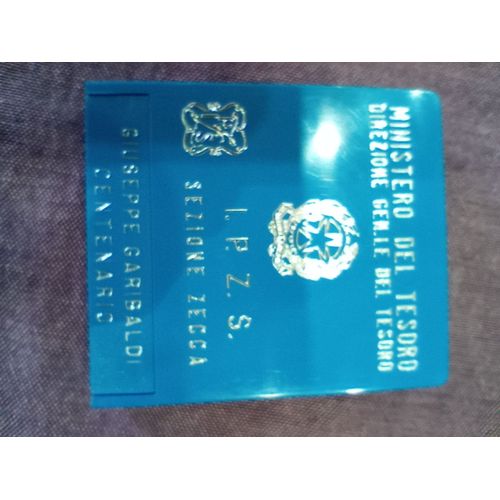 MINISTERO DEL TESORO
DIREZIONE GEN.LE DEL TESORO
I.P.Z.S.
SEZIONE ZECCA
GIUSEPPE GARIBALDI
CENTENARIO